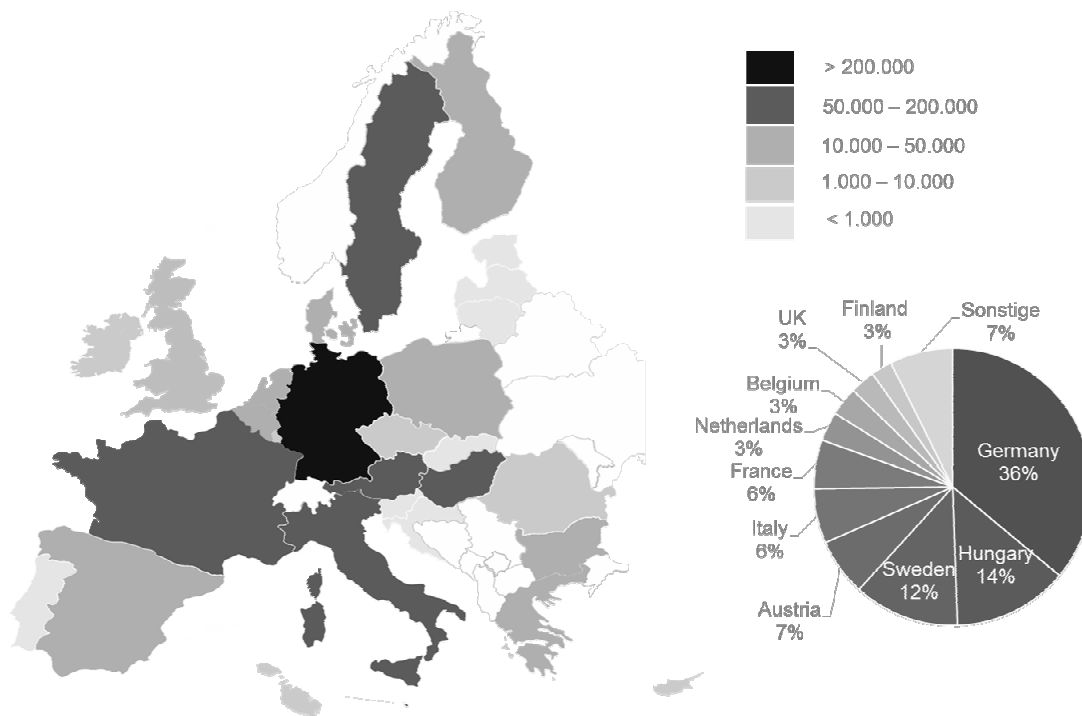 > 200.000
50.000 – 200.000
10.000 – 50.000
1.000 – 10.000
< 1.000
Finland
3%
Sonstige
7%
UK
3%
Belgium
3%
Netherlands
3%
France
6%
Italy
6%
Austria
7%
Sweden
12%
Hungary
14%
Germany
36%